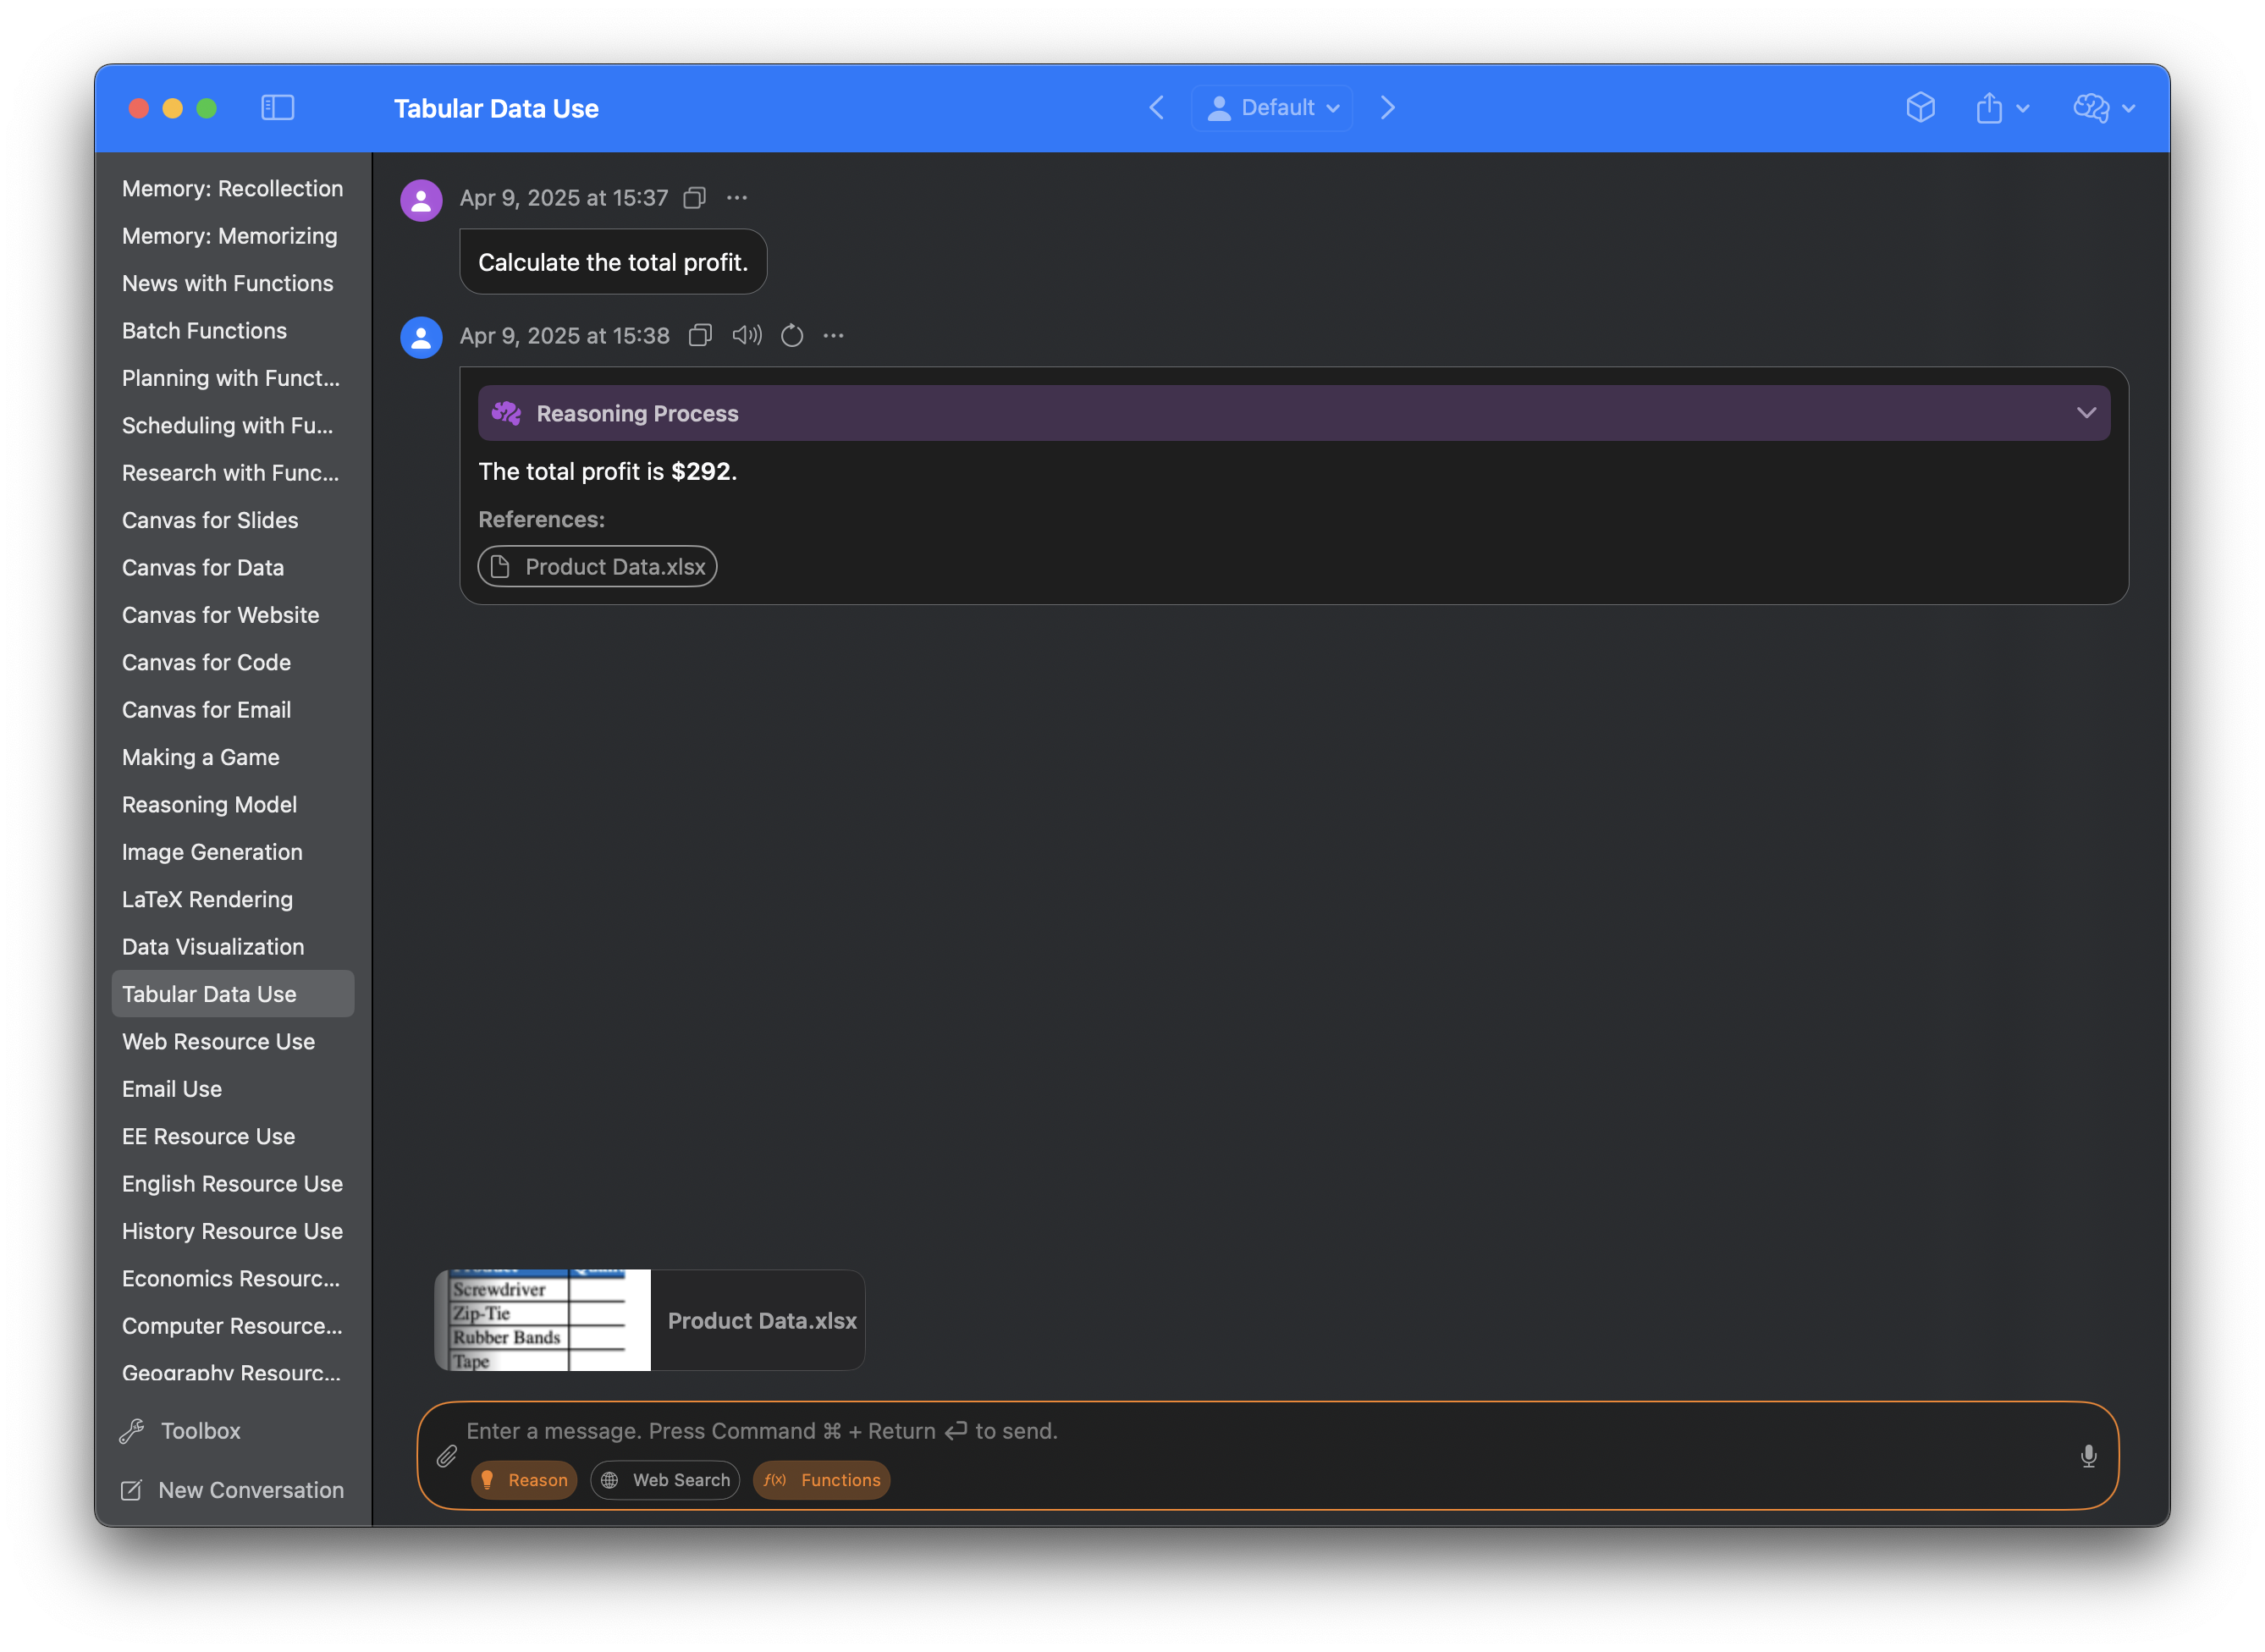 Tabular Data Use
Default
Memory: Recollection
Memory: Memorizing
News with Functions
Batch Functions
Planning with Funct...
Scheduling with Fu...
Research with Func...
Canvas for Slides
Canvas for Data
Canvas for Website
Canvas for Code
Canvas for Email
Making a Game
Reasoning Model
Image Generation
LaTeX Rendering
Data Visualization
Tabular Data Use
Web Resource Use
Email Use
EE Resource Use
English Resource Use
History Resource Use
Economics Resourc...
Computer Resource...
Geography Resourc...
Toolbox
New Conversation
Apr 9, 2025 at 15:37
Calculate the total profit.
Apr 9, 2025 at 15:38
Reasoning Process
The total profit is $292.
References:
Product Data.xlsx
Screwdriver
Zip-Tie
Rubber Bands
Tape
Product Data.xlsx
Enter a message. Press Command ⌘ + Return ↩ to send.
Reason
Web Search
f(x) Functions